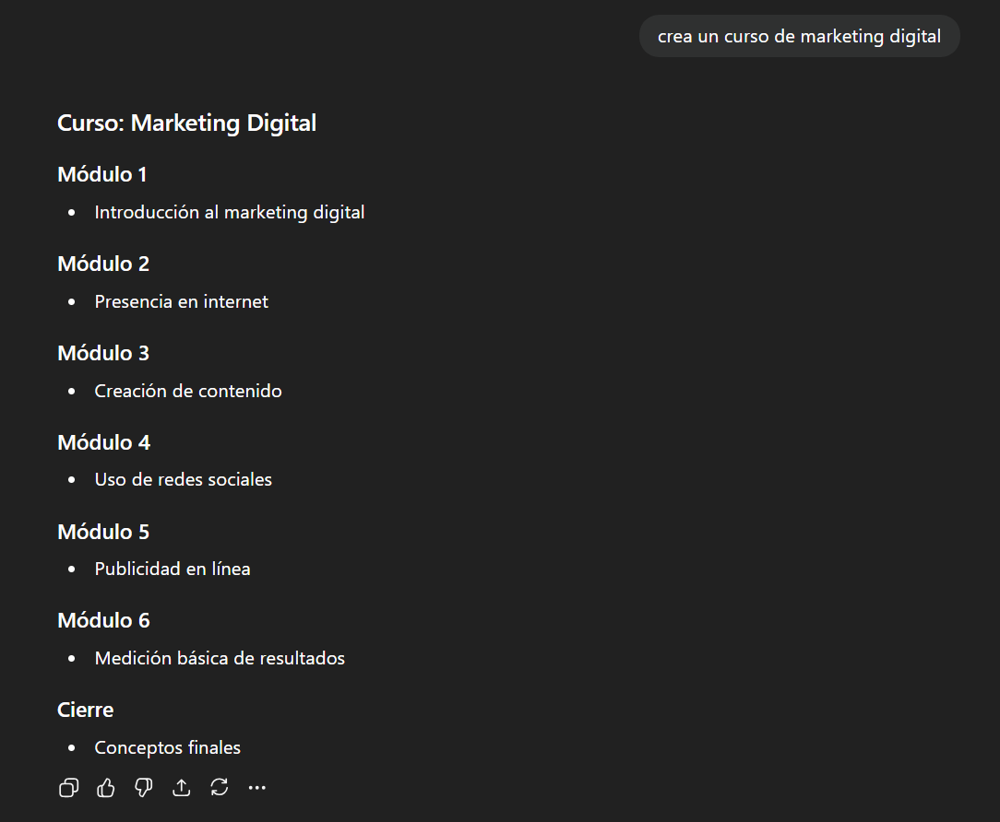 crea un curso de marketing digital
Curso: Marketing Digital
Módulo 1
Introducción al marketing digital
Módulo 2
Presencia en internet
Módulo 3
Creación de contenido
Módulo 4
Uso de redes sociales
Módulo 5
Publicidad en línea
Módulo 6
Medición básica de resultados
Cierre
Conceptos finales